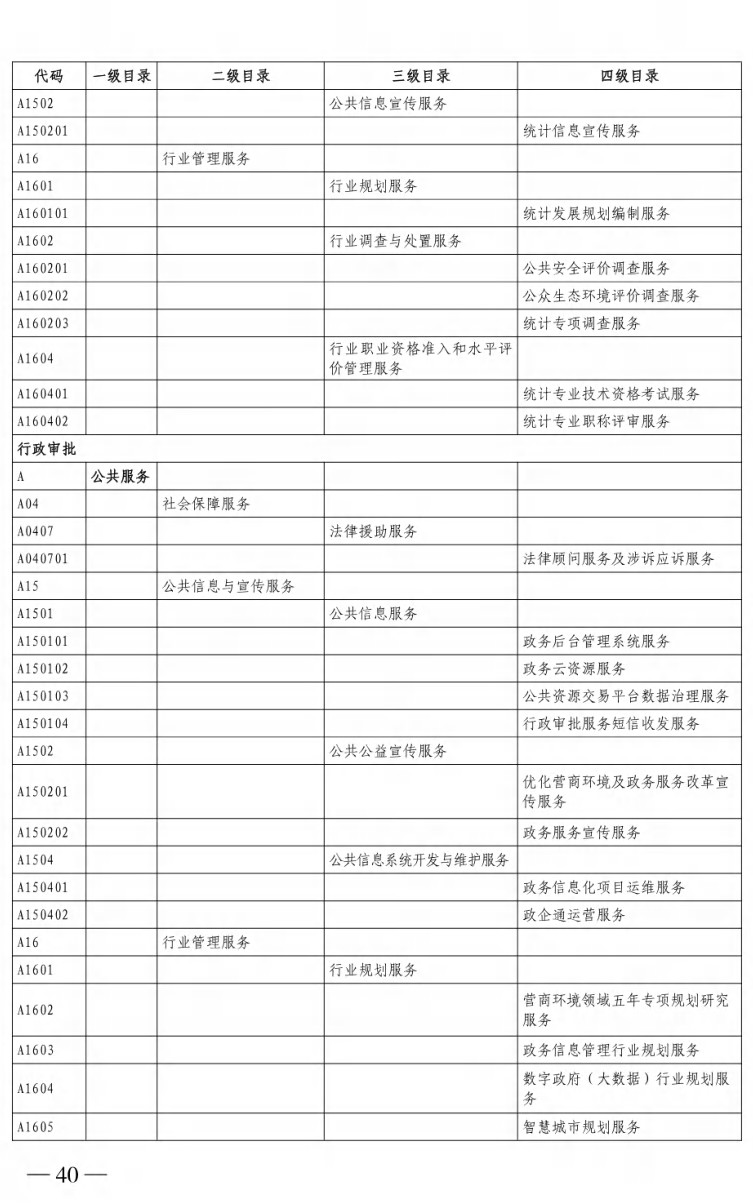 代码 一级目录 二级目录 三级目录 四级目录
A1502 公共信息宣传服务
A150201 统计信息宣传服务
A16 行业管理服务
A1601 行业规划服务
A160101 统计发展规划编制服务
A1602 行业调查与处置服务
A160201 公共安全评价调查服务
A160202 公众生态环境评价调查服务
A160203 统计专项调查服务
A1604 行业职业资格准入和水平评
价管理服务
A160401 统计专业技术资格考试服务
A160402 统计专业职称评审服务
行政审批
A 公共服务
A04 社会保障服务
A0407 法律援助服务
A040701 法律顾问服务及涉诉应诉服务
A15 公共信息与宣传服务
A1501 公共信息服务
A150101 政务后台管理系统服务
A150102 政务云资源服务
A150103 公共资源交易平台数据治理服务
A150104 行政审批服务短信收发服务
A1502 公共公益宣传服务
A150201 优化营商环境及政务服务改革宣
传服务
A150202 政务服务宣传服务
A1504 公共信息系统开发与维护服务
A150401 政务信息化项目运维服务
A150402 政企通运营服务
A16 行业管理服务
A1601 行业规划服务
A1602 营商环境领域五年专项规划研究
服务
A1603 政务信息管理行业规划服务
A1604 数字政府（大数据）行业规划服
务
A1605 智慧城市规划服务
— 40 —